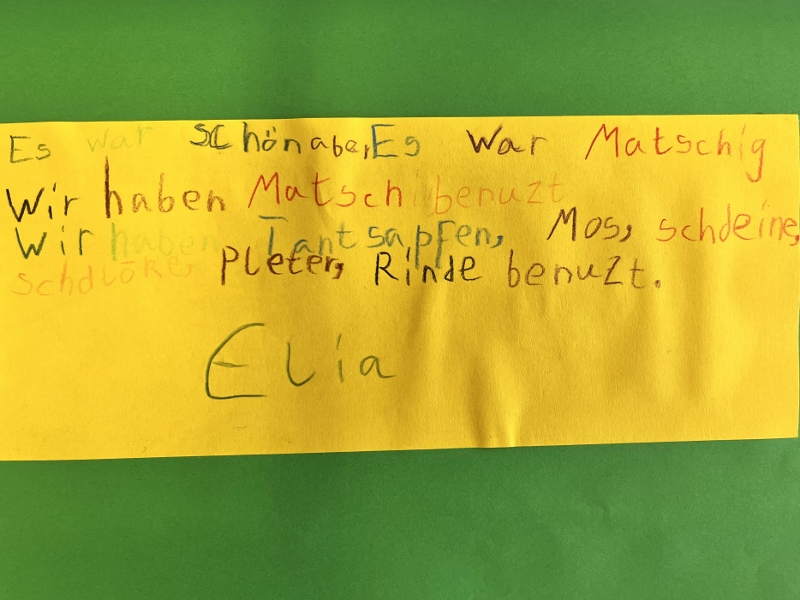 Es war schön aber, Es war Matschig
Wir haben Matsch benuzt
Wir haben Tantsapfen, Mos, schdeine,
schdlöke, Pleter, Rinde benuzt.
Elia